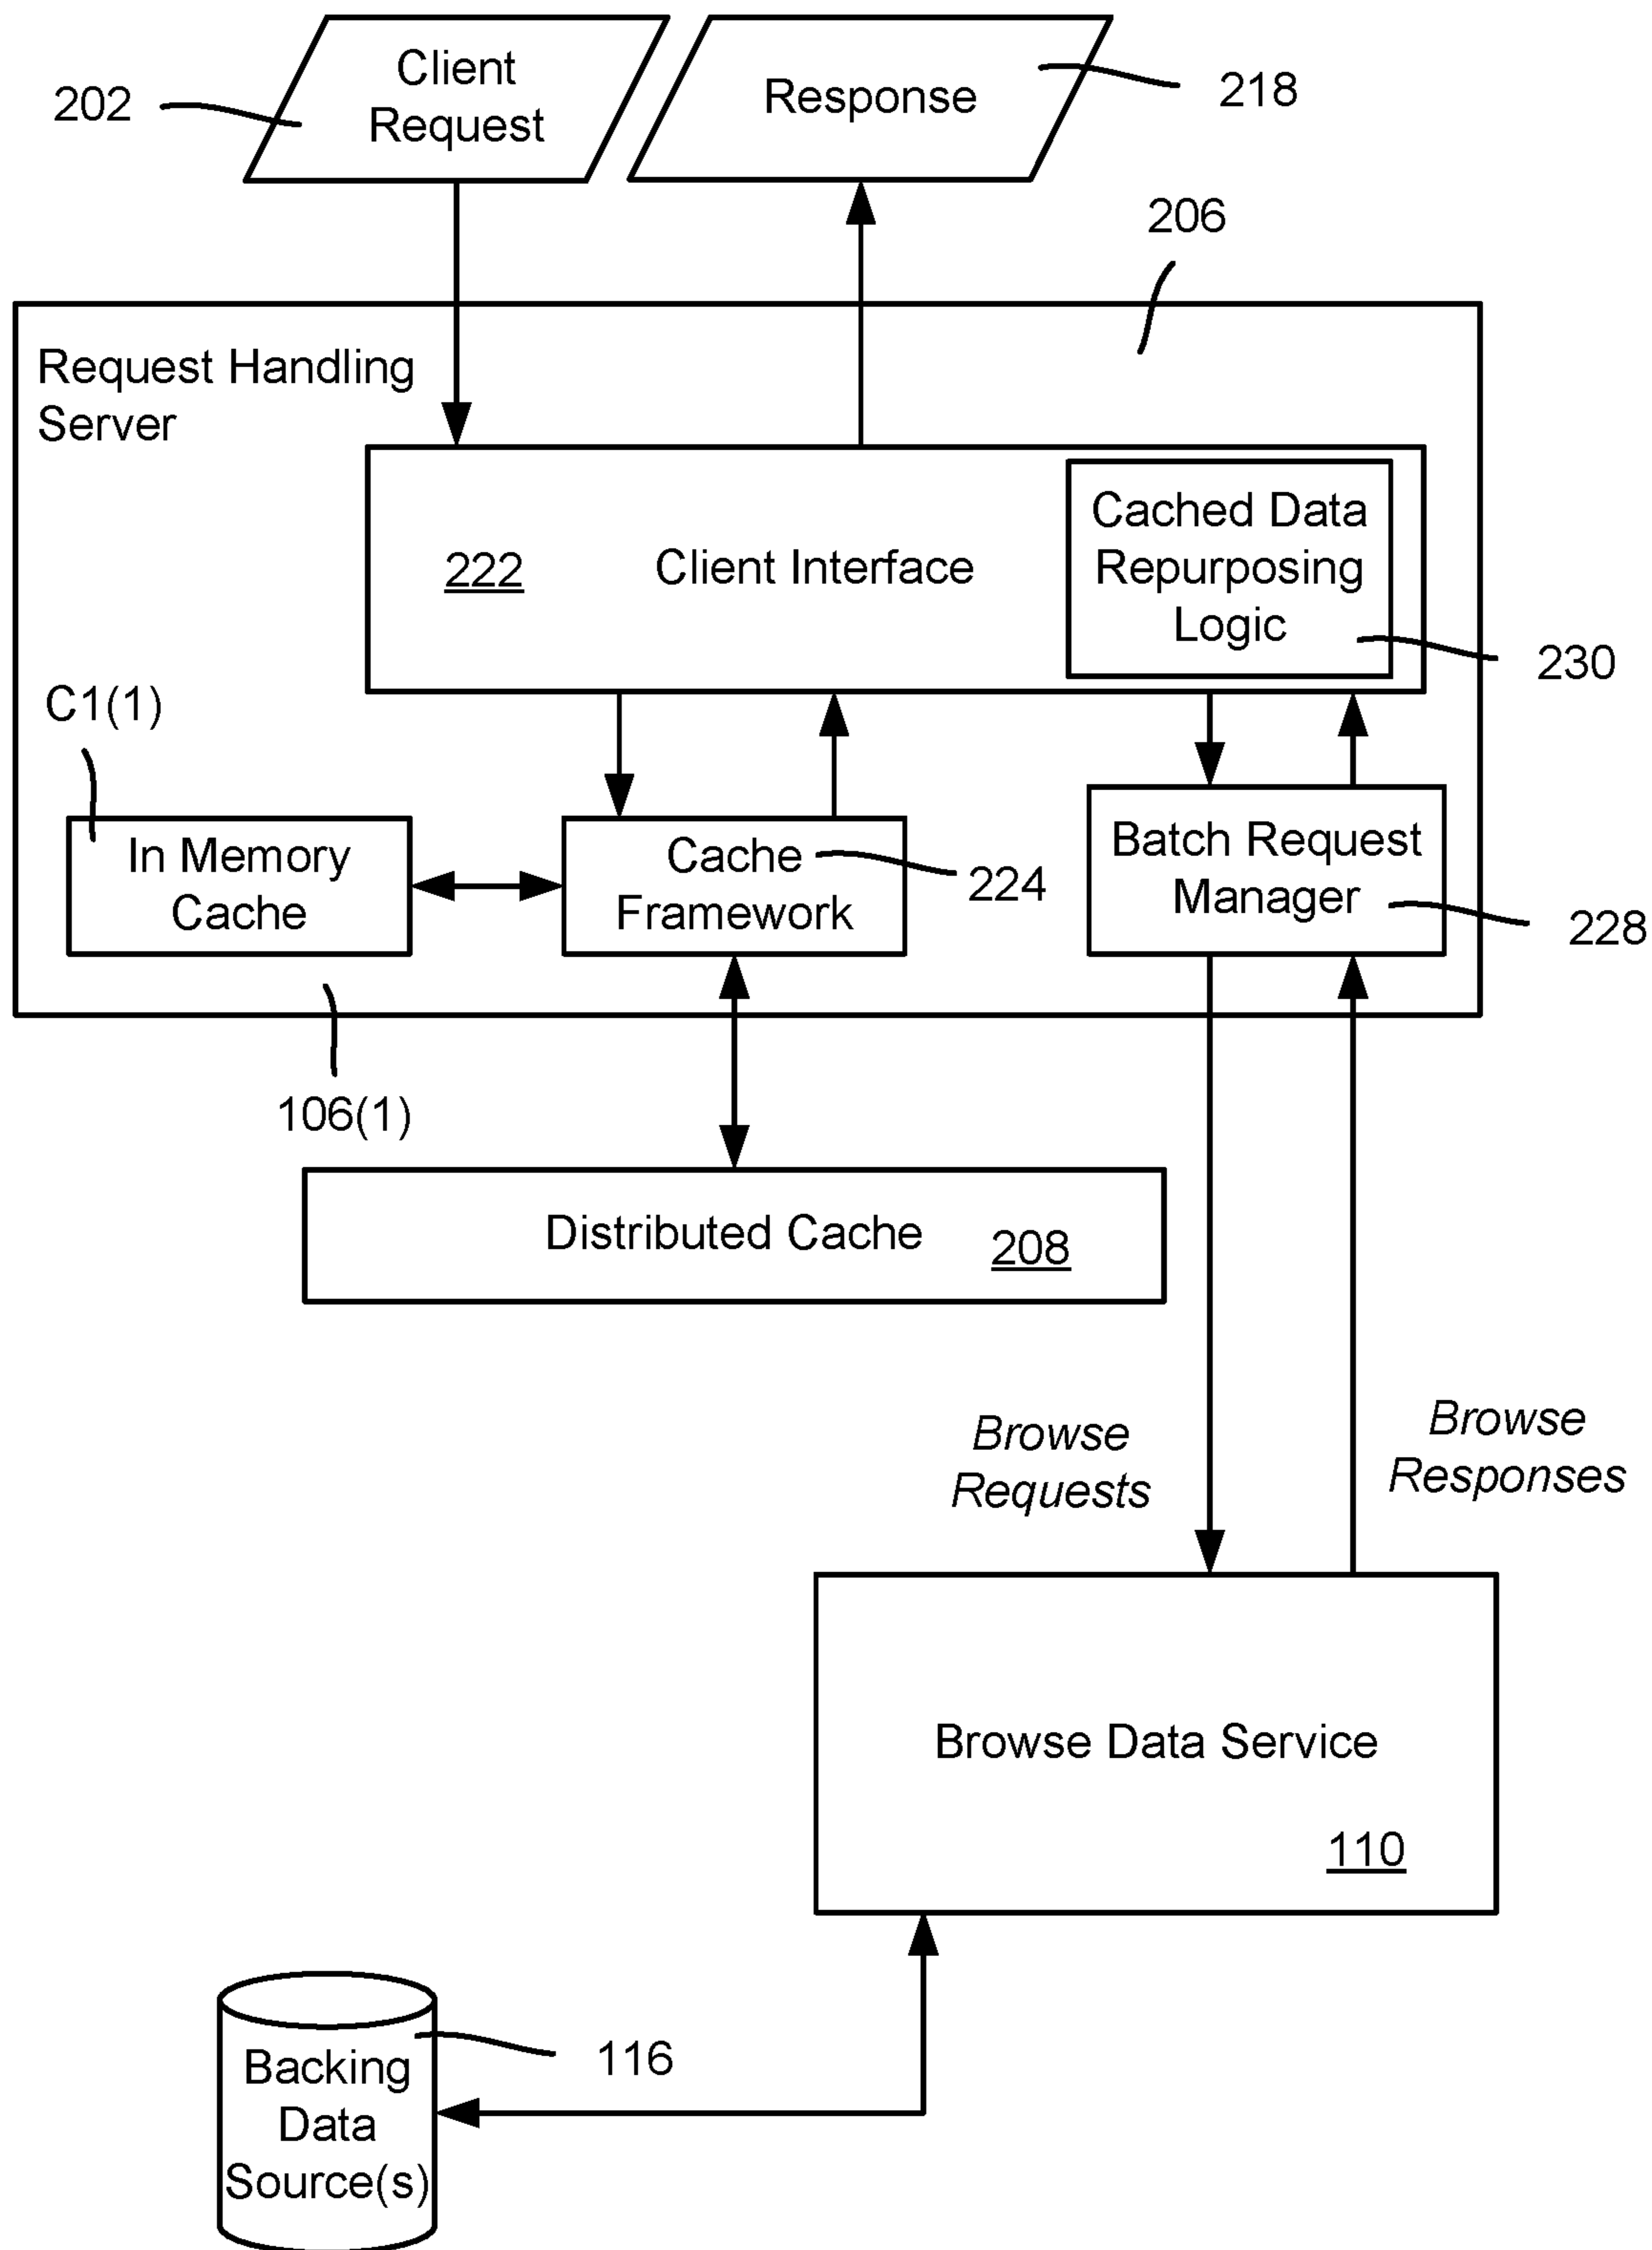 Client
Request
202
Response
218
206
Request Handling
Server
222
Client Interface
Cached Data
Repurposing
Logic
230
C1(1)
In Memory
Cache
Cache
Framework
224
Batch Request
Manager
228
106(1)
Distributed Cache
208
Browse
Requests
Browse
Responses
Browse Data Service
110
116
Backing
Data
Source(s)